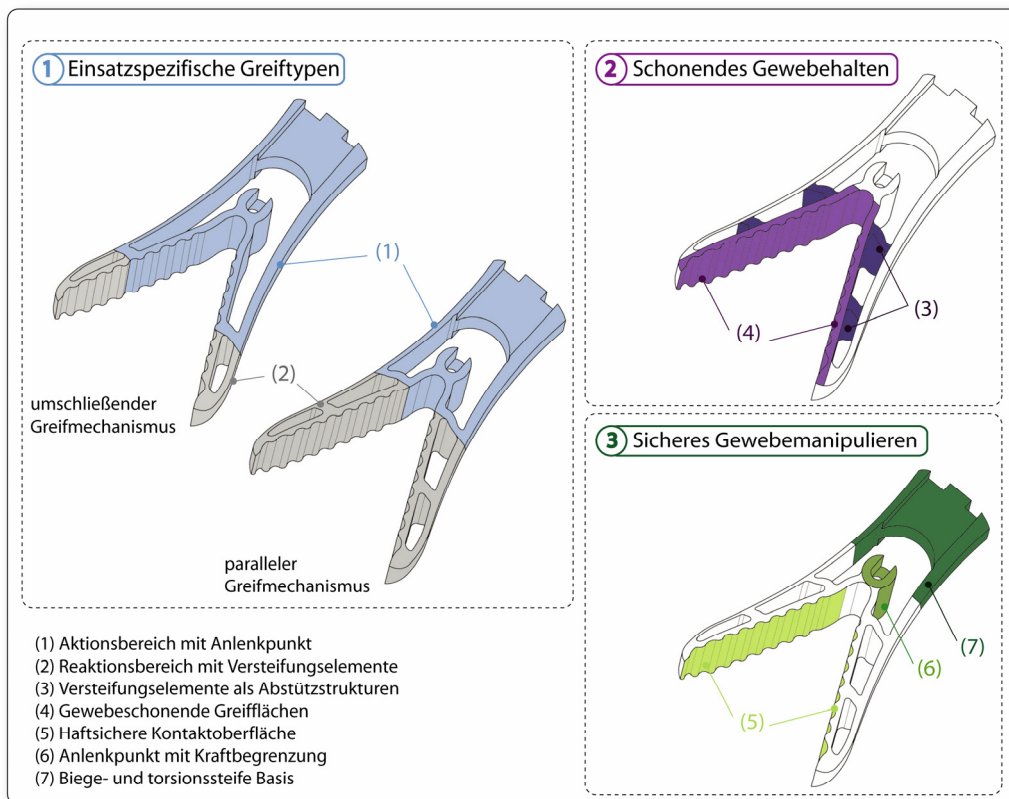 1 Einsatzspezifische Greiftypen
(1)
(2)
umschließender
Greifmechanismus
paralleler
Greifmechanismus
2 Schonendes Gewebehalten
(3)
(4)
3 Sicheres Gewebemanipulieren
(7)
(6)
(5)
(1) Aktionsbereich mit Anlenkpunkt
(2) Reaktionsbereich mit Versteifungselemente
(3) Versteifungselemente als Abstützstrukturen
(4) Gewebeschonende Greifflächen
(5) Haftsichere Kontaktoberfläche
(6) Anlenkpunkt mit Kraftbegrenzung
(7) Biege- und torsionssteife Basis